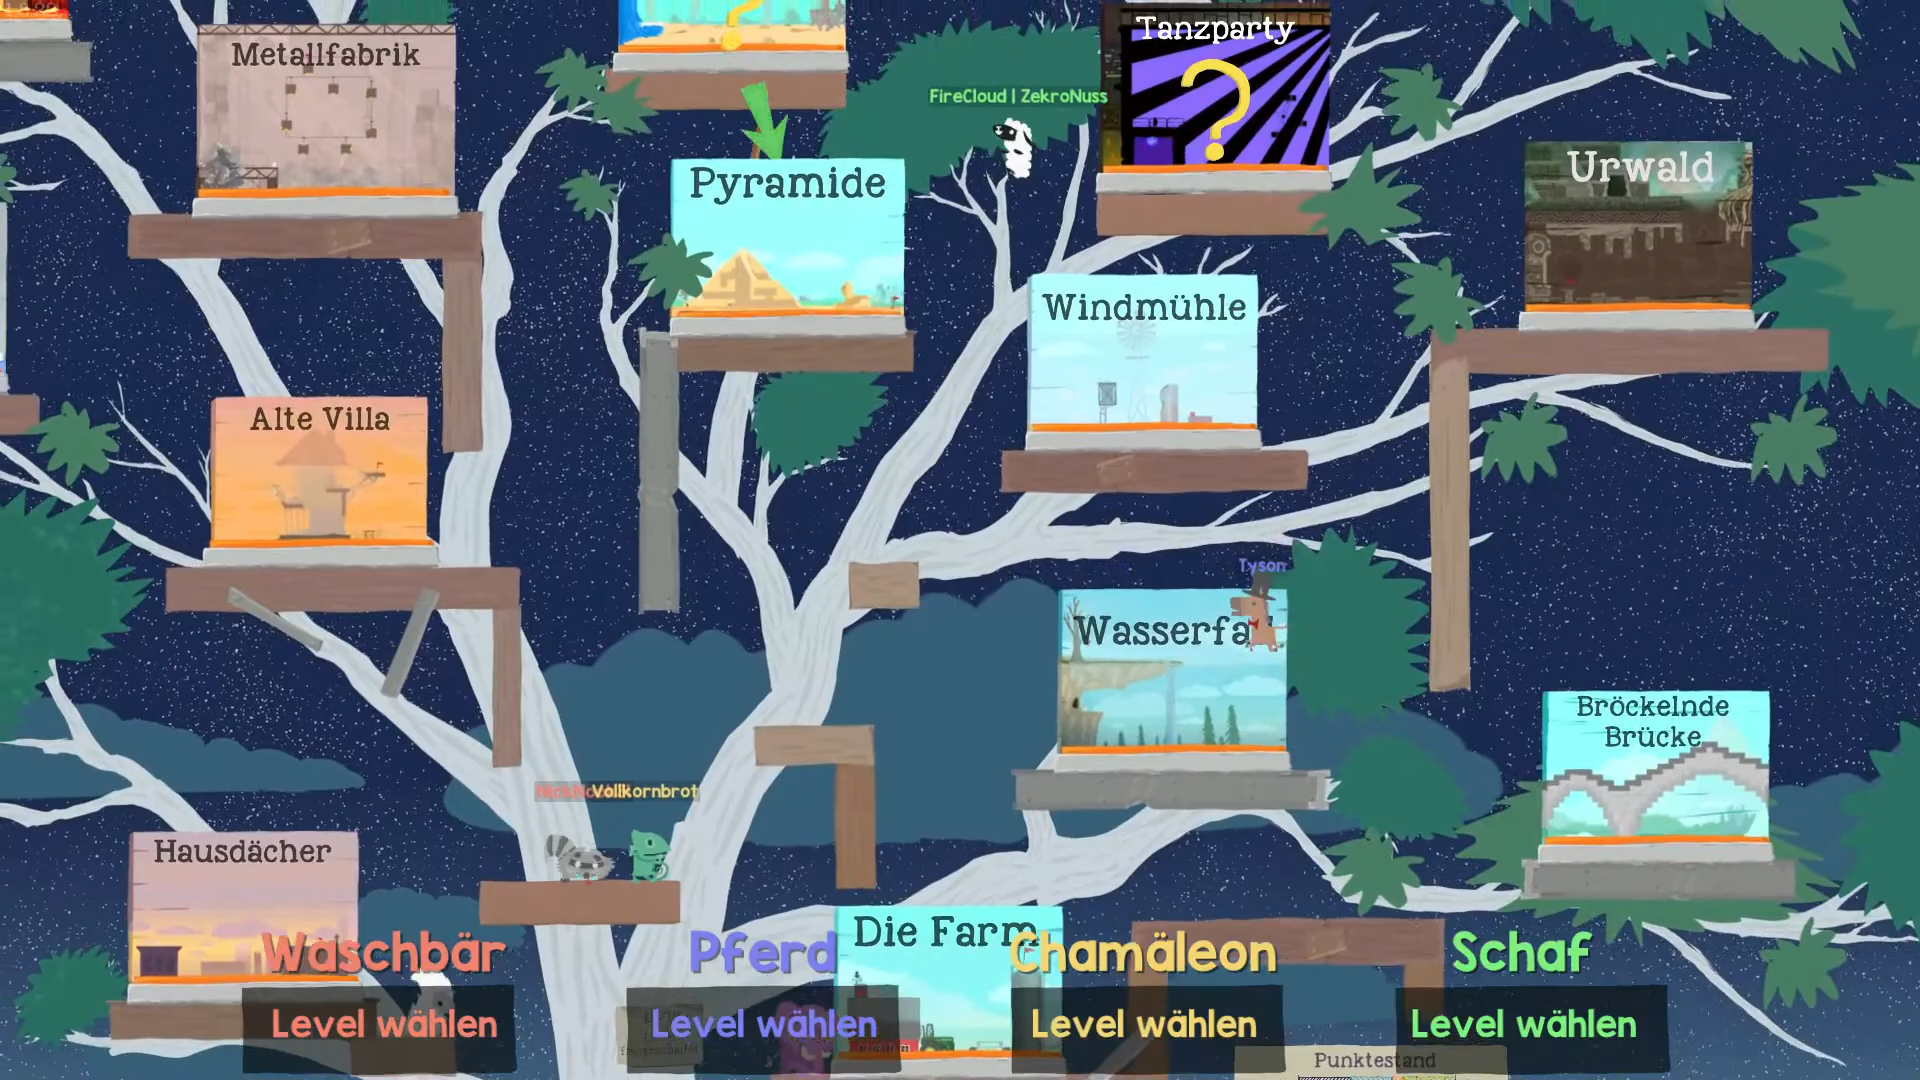 Metallfabrik
Tanzparty
FireCloud | ZekroNuss
Pyramide
Urwald
Windmühle
Alte Villa
Tyson
Wasserfa
Bröckelnde
Brücke
Vollkornbrot
Hausdächer
Die Farm
Waschbär
Pferd
Chamäleon
Schaf
Level wählen
Level wählen
Level wählen
Level wählen
Punktestand